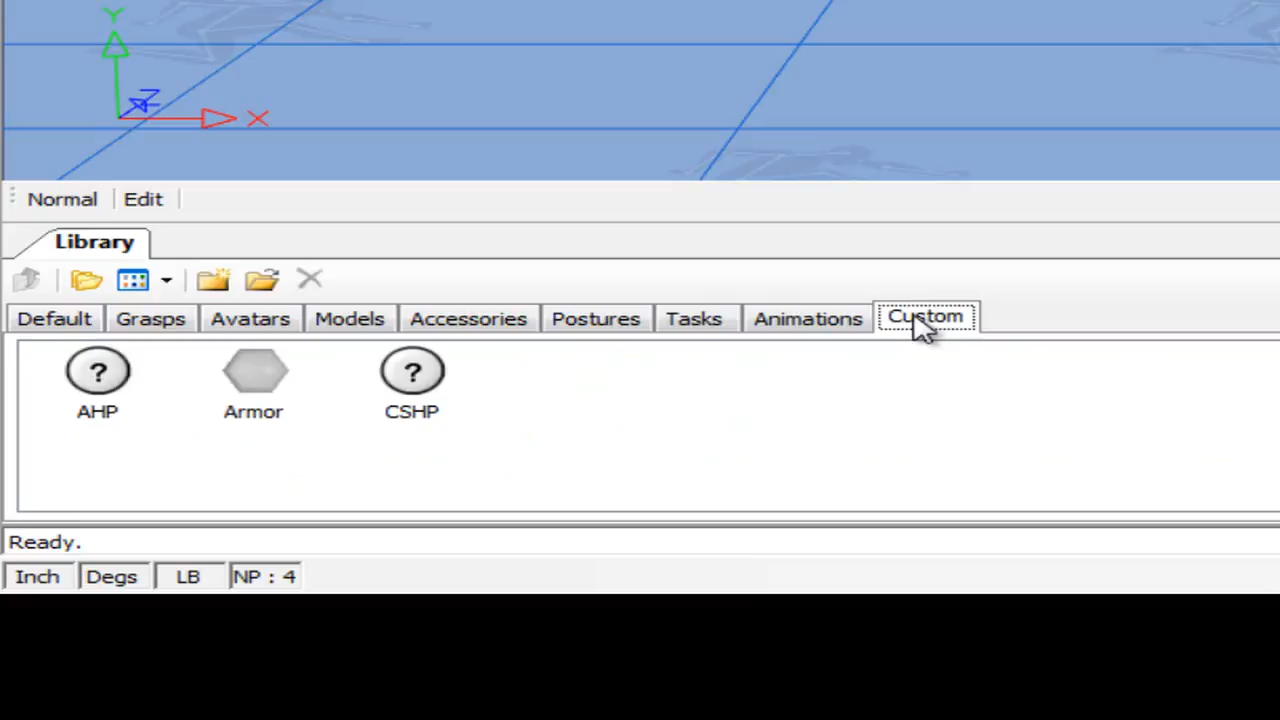 Y
Z
X
Normal Edit
Library
Default Grasps Avatars Models Accessories Postures Tasks Animations Custom
? ?
AHP Armor CSHP
Ready.
Inch Degs LB NP : 4